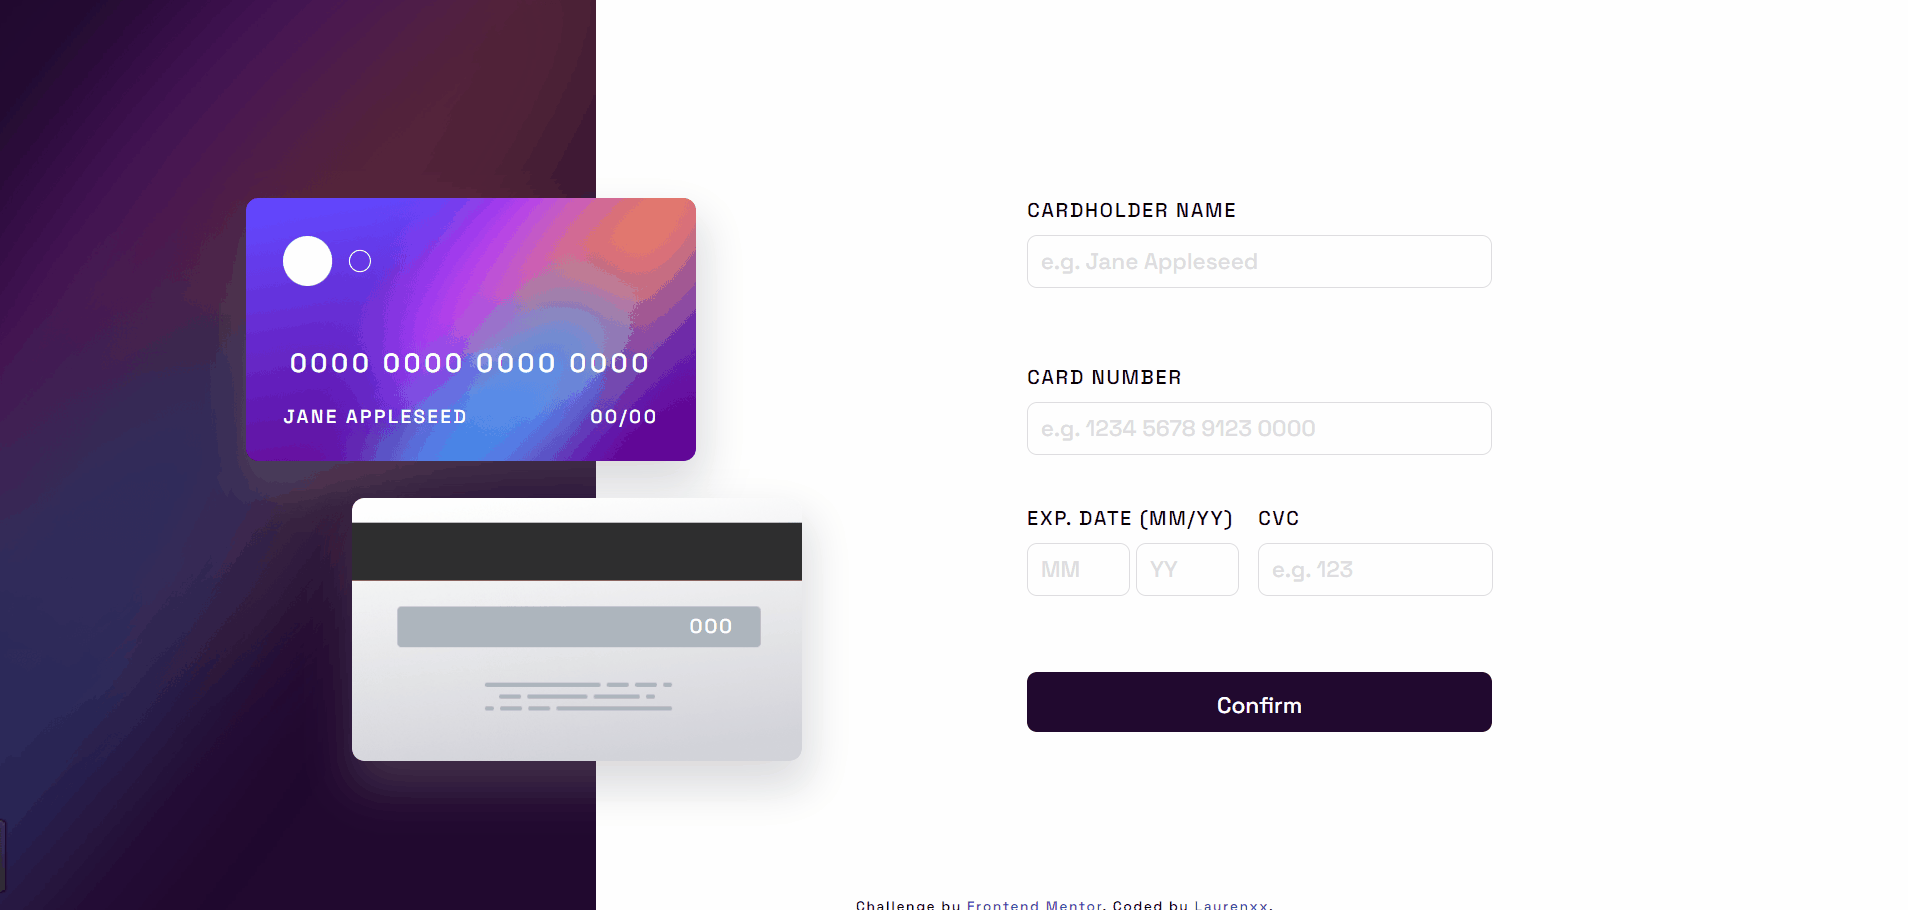 0000 0000 0000 0000
JANE APPLESEED 00/00
000
CARDHOLDER NAME
e.g. Jane Appleseed
CARD NUMBER
e.g. 1234 5678 9123 0000
EXP. DATE (MM/YY) CVC
MM YY e.g. 123
Confirm
Challenge by Frontend Mentor. Coded by Laurenxx.